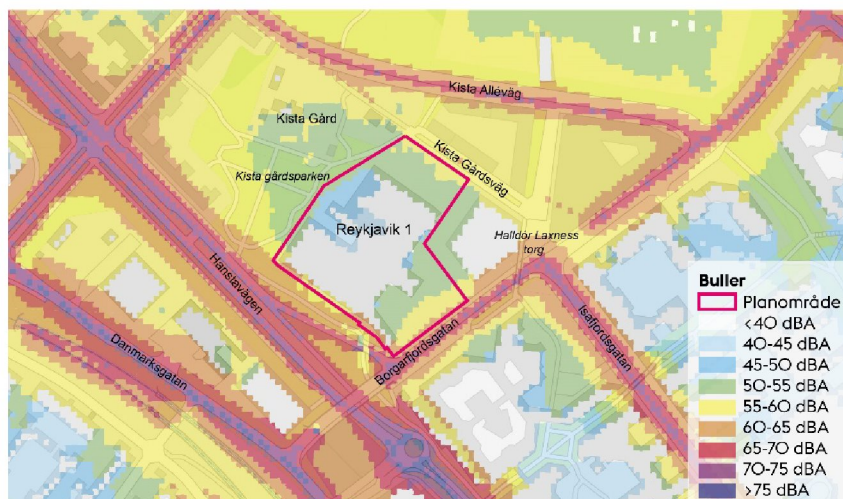 Kista Alléväg
Kista Gård
Kista Gårdsväg
Kista gårdsparken
Reykjavik 1
Halldór Laxness
torg
Hanstavägen
Danmarksgatan
Borgarfjordsgatan
Isafjordsgatan
Buller
Planområde
<40 dBA
40-45 dBA
45-50 dBA
50-55 dBA
55-60 dBA
60-65 dBA
65-70 dBA
70-75 dBA
>75 dBA